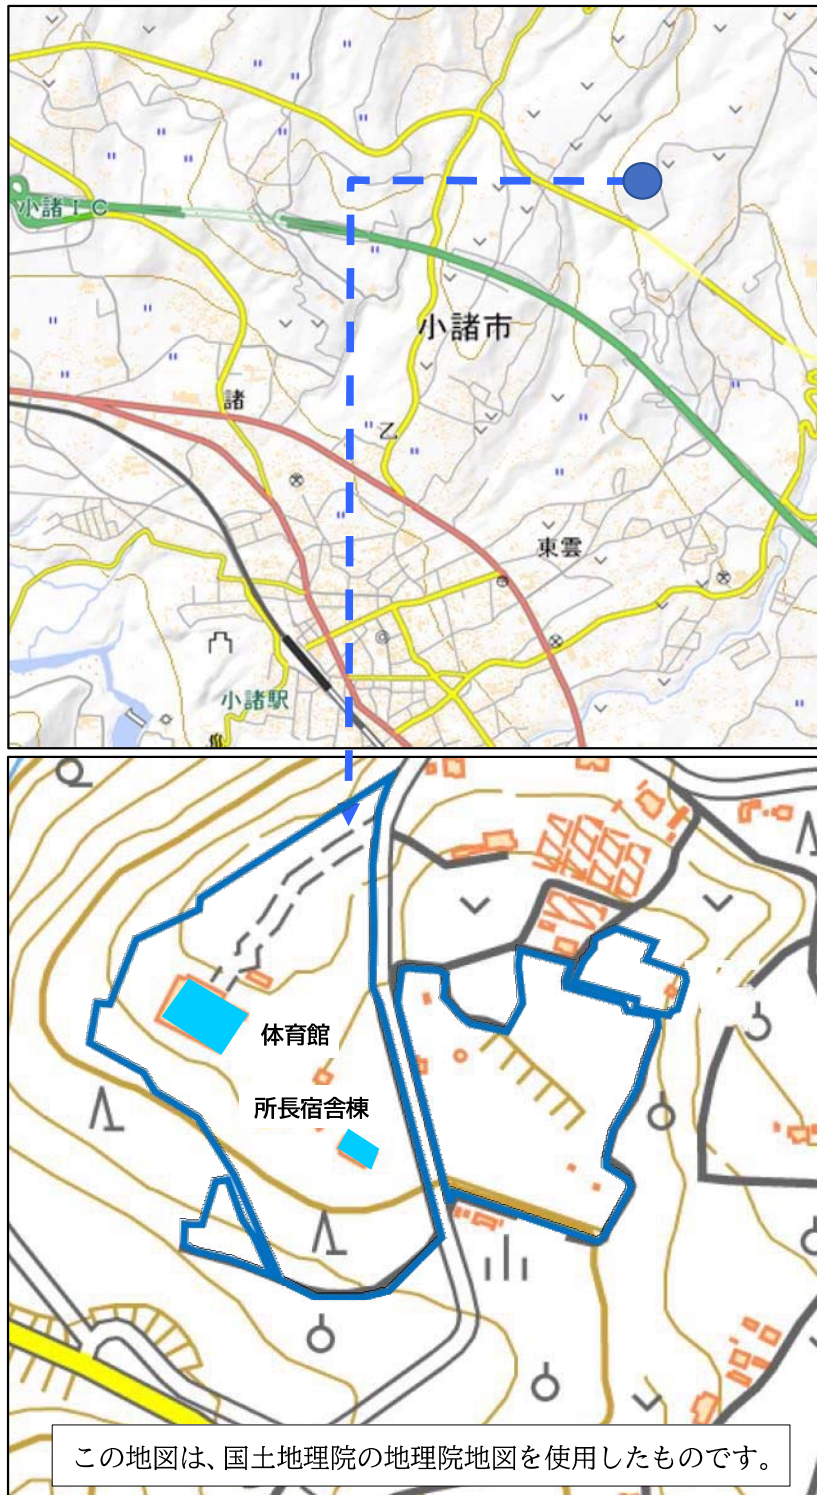 小諸IC
小諸市
諸
乙
東雲
小諸駅
体育館
所長宿舎棟
この地図は、国土地理院の地理院地図を使用したものです。